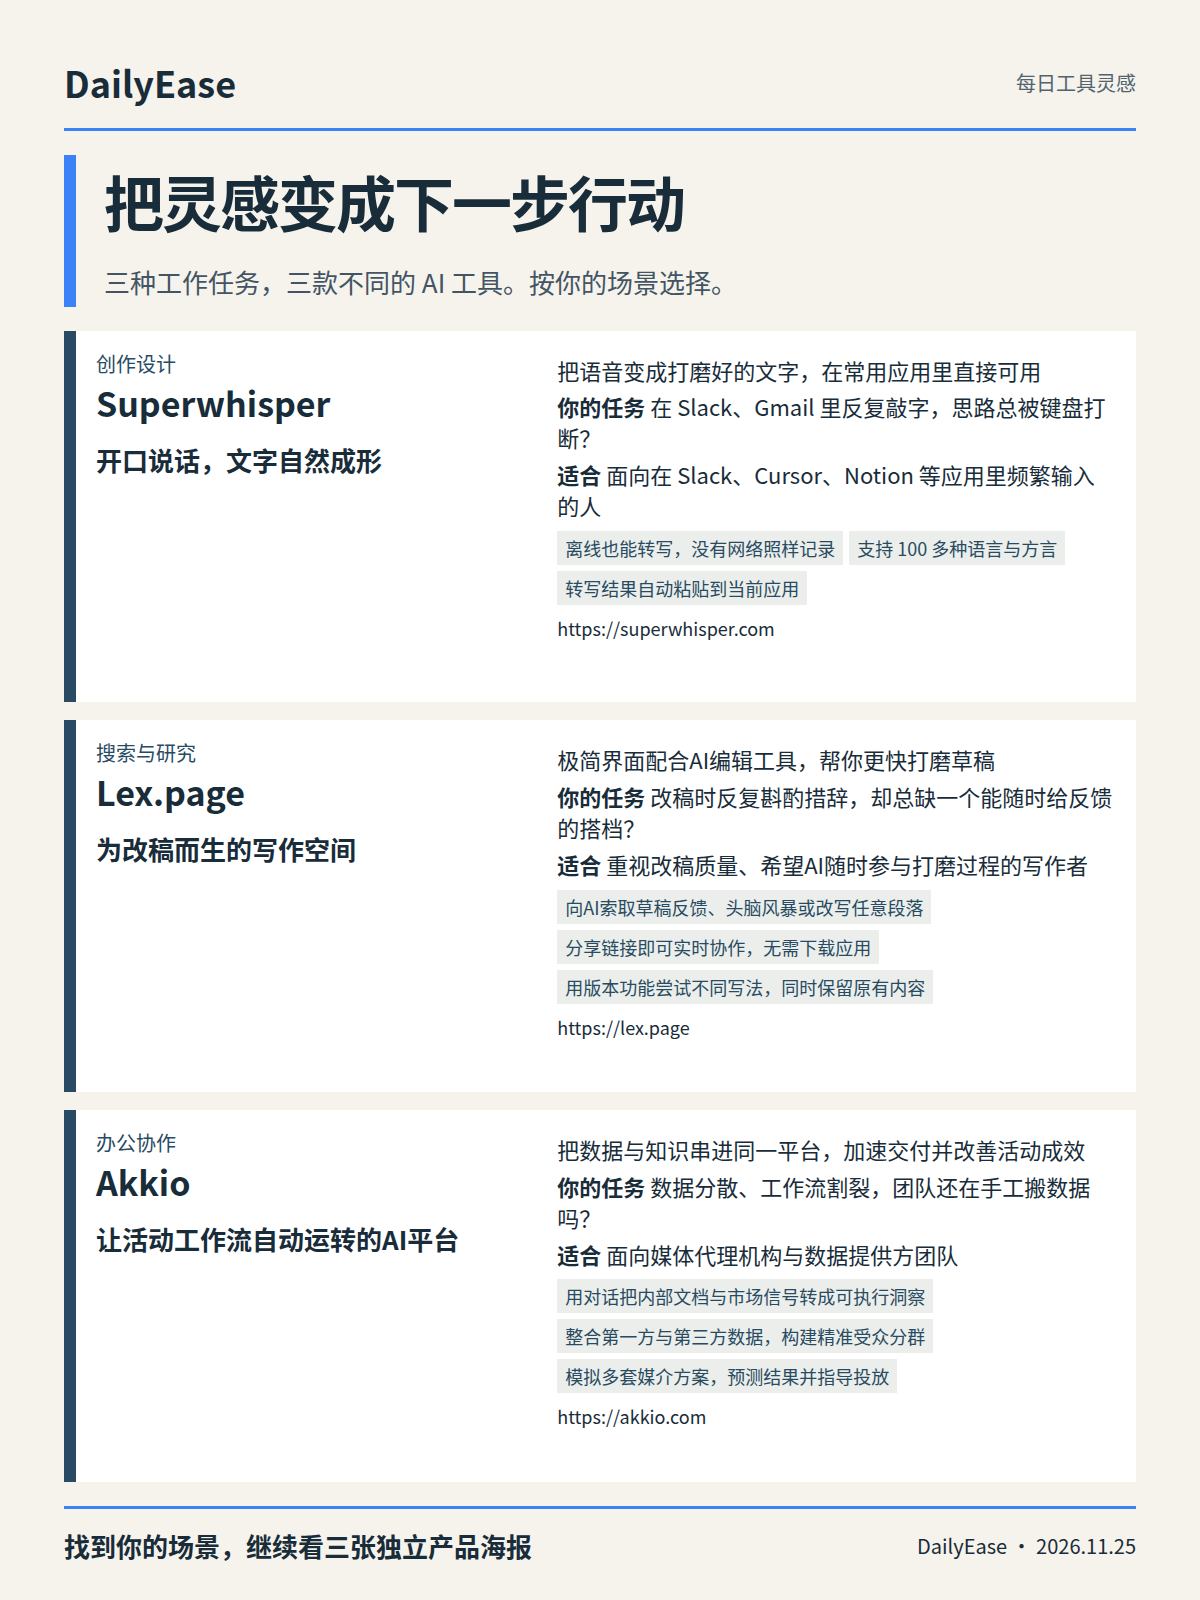 DailyEase
每日工具灵感
把灵感变成下一步行动
三种工作任务，三款不同的 AI 工具。按你的场景选择。
创作设计
Superwhisper
开口说话，文字自然成形
把语音变成打磨好的文字，在常用应用里直接可用
你的任务 在 Slack、Gmail 里反复敲字，思路总被键盘打
断？
适合 面向在 Slack、Cursor、Notion 等应用里频繁输入
的人
离线也能转写，没有网络照样记录
支持 100 多种语言与方言
转写结果自动粘贴到当前应用
https://superwhisper.com
搜索与研究
Lex.page
为改稿而生的写作空间
极简界面配合AI编辑工具，帮你更快打磨草稿
你的任务 改稿时反复斟酌措辞，却总缺一个能随时给反馈
的搭档？
适合 重视改稿质量、希望AI随时参与打磨过程的写作者
向AI索取草稿反馈、头脑风暴或改写任意段落
分享链接即可实时协作，无需下载应用
用版本功能尝试不同写法，同时保留原有内容
https://lex.page
办公协作
Akkio
让活动工作流自动运转的AI平台
把数据与知识串进同一平台，加速交付并改善活动成效
你的任务 数据分散、工作流割裂，团队还在手工搬数据
吗？
适合 面向媒体代理机构与数据提供方团队
用对话把内部文档与市场信号转成可执行洞察
整合第一方与第三方数据，构建精准受众分群
模拟多套媒介方案，预测结果并指导投放
https://akkio.com
找到你的场景，继续看三张独立产品海报
DailyEase · 2026.11.25